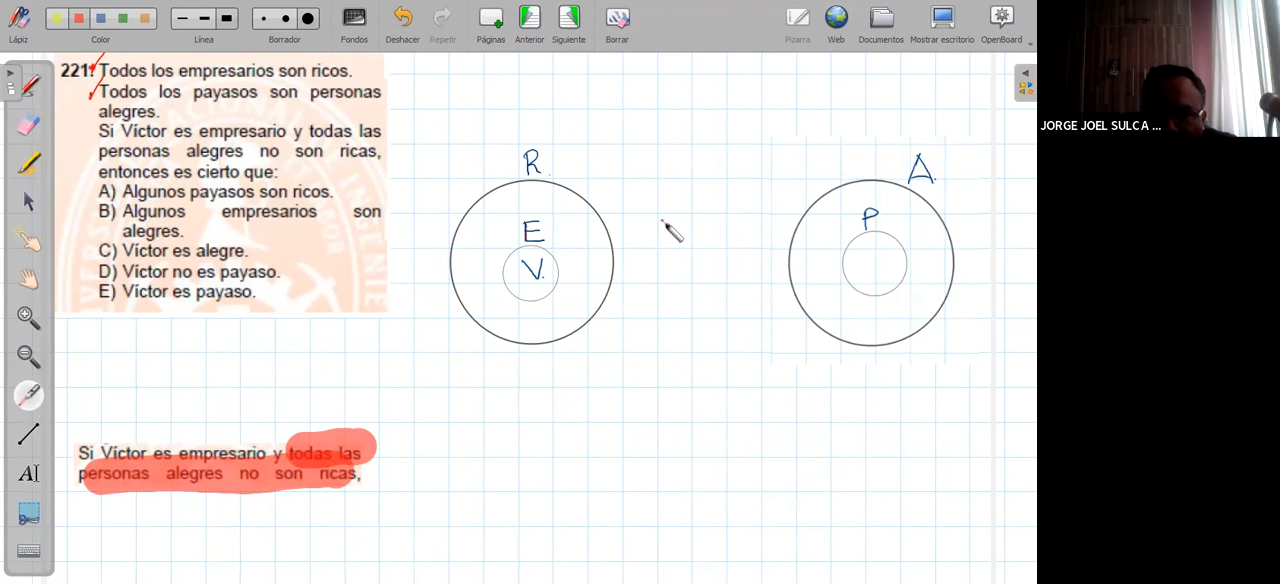 Lápiz Color Línea Borrador Fondos Deshacer Repetir Páginas Anterior Siguiente Borrar Pizarra Web Documentos Mostrar escritorio OpenBoard
JORGE JOEL SULCA ...
221. Todos los empresarios son ricos.
Todos los payasos son personas
alegres.
Si Víctor es empresario y todas las
personas alegres no son ricas,
entonces es cierto que:
A) Algunos payasos son ricos.
B) Algunos empresarios son
alegres.
C) Víctor es alegre.
D) Víctor no es payaso.
E) Víctor es payaso.
R.
E
V.
A.
P
Si Víctor es empresario y todas las
personas alegres no son ricas,
AI